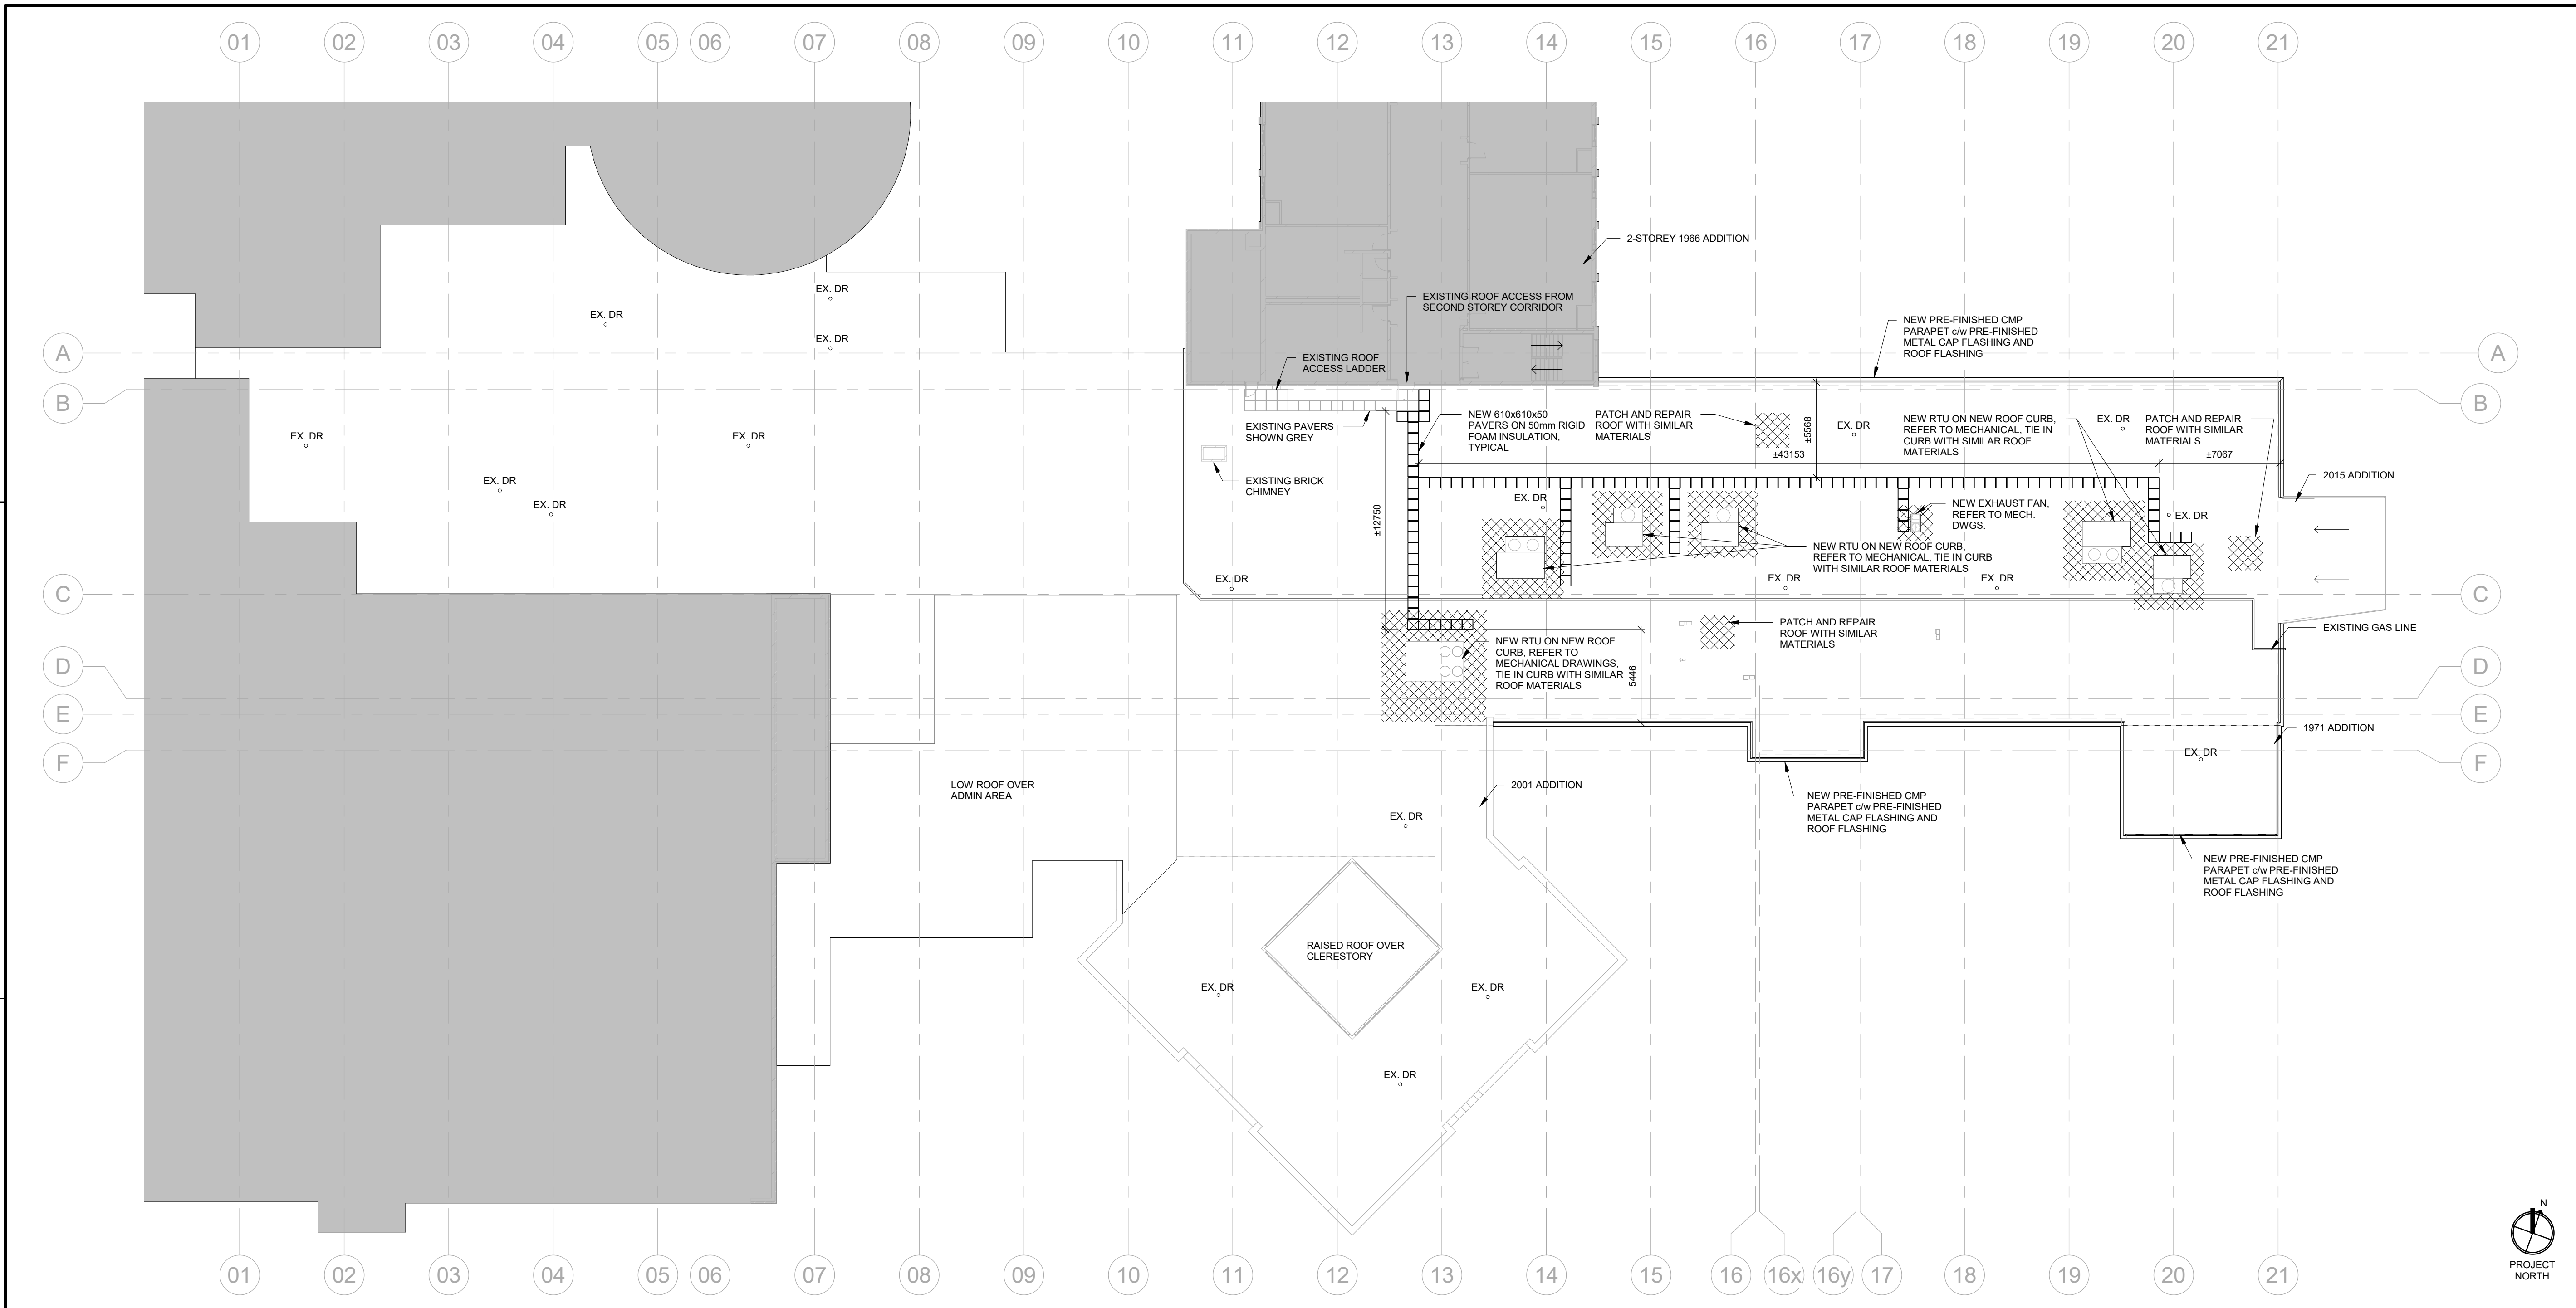 01 02 03 04 05 06 07 08 09 10 11 12 13 14 15 16 17 18 19 20 21
2-STOREY 1966 ADDITION
EX. DR
EX. DR
EX. DR
EXISTING ROOF ACCESS FROM
SECOND STOREY CORRIDOR
NEW PRE-FINISHED CMP
PARAPET c/w PRE-FINISHED
METAL CAP FLASHING AND
ROOF FLASHING
A
A
EXISTING ROOF
ACCESS LADDER
B
B
EXISTING PAVERS
SHOWN GREY
NEW 610x610x50
PAVERS ON 50mm RIGID
FOAM INSULATION,
TYPICAL
PATCH AND REPAIR
ROOF WITH SIMILAR
MATERIALS
±5568
EX. DR
NEW RTU ON NEW ROOF CURB,
REFER TO MECHANICAL, TIE IN
CURB WITH SIMILAR ROOF
MATERIALS
EX. DR
PATCH AND REPAIR
ROOF WITH SIMILAR
MATERIALS
EX. DR
EX. DR
±43153
±7067
EX. DR
EX. DR
EXISTING BRICK
CHIMNEY
2015 ADDITION
EX. DR
±12750
NEW EXHAUST FAN,
REFER TO MECH.
DWGS.
EX. DR
NEW RTU ON NEW ROOF CURB,
REFER TO MECHANICAL, TIE IN CURB
WITH SIMILAR ROOF MATERIALS
EX. DR
EX. DR
EX. DR
C
C
PATCH AND REPAIR
ROOF WITH SIMILAR
MATERIALS
EXISTING GAS LINE
NEW RTU ON NEW ROOF
CURB, REFER TO
MECHANICAL DRAWINGS,
TIE IN CURB WITH SIMILAR
ROOF MATERIALS
5446
D
D
E
E
1971 ADDITION
F
F
EX. DR
LOW ROOF OVER
ADMIN AREA
2001 ADDITION
NEW PRE-FINISHED CMP
PARAPET c/w PRE-FINISHED
METAL CAP FLASHING AND
ROOF FLASHING
EX. DR
NEW PRE-FINISHED CMP
PARAPET c/w PRE-FINISHED
METAL CAP FLASHING AND
ROOF FLASHING
RAISED ROOF OVER
CLERESTORY
EX. DR
EX. DR
EX. DR
N
PROJECT
NORTH
01 02 03 04 05 06 07 08 09 10 11 12 13 14 15 16 16x 16y 17 18 19 20 21